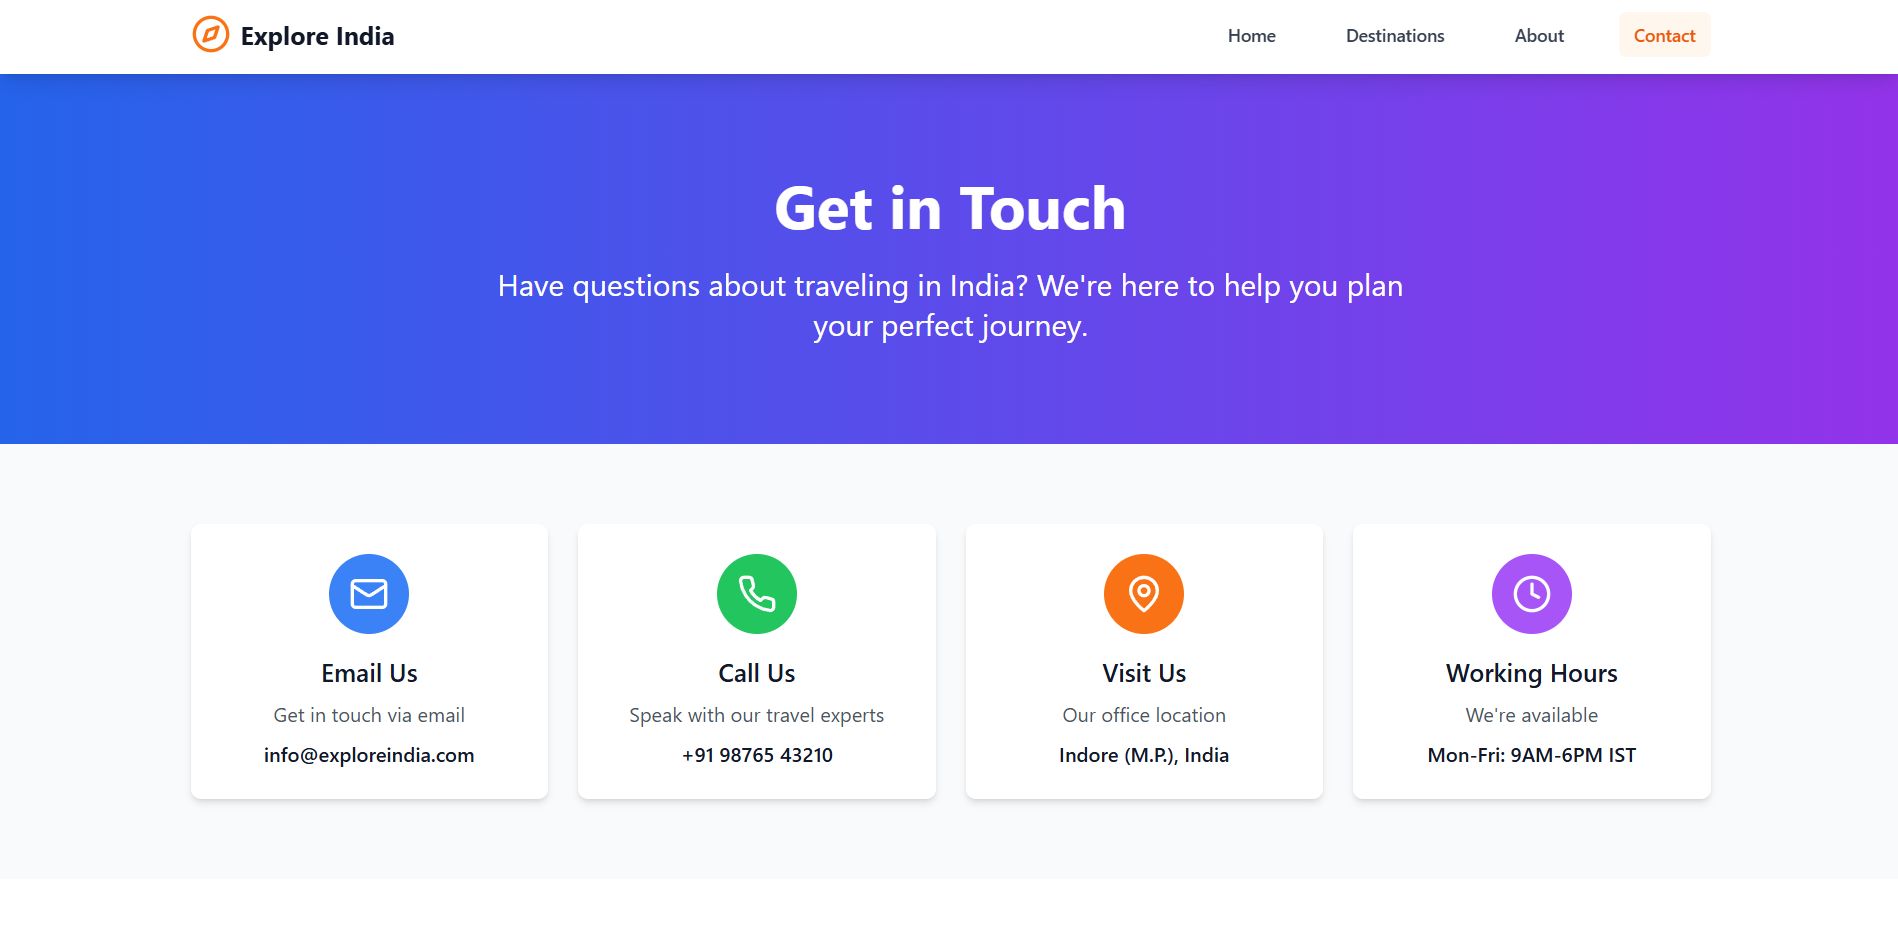 Explore India
Home
Destinations
About
Contact
Get in Touch
Have questions about traveling in India? We're here to help you plan
your perfect journey.
Email Us
Get in touch via email
info@exploreindia.com
Call Us
Speak with our travel experts
+91 98765 43210
Visit Us
Our office location
Indore (M.P.), India
Working Hours
We're available
Mon-Fri: 9AM-6PM IST